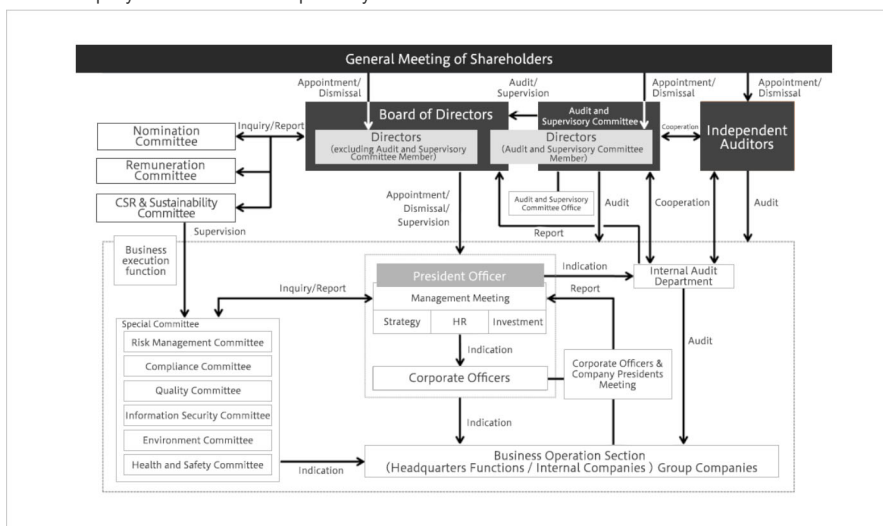 General Meeting of Shareholders
Appointment/
Dismissal
Audit/
Supervision
Appointment/
Dismissal
Appointment/
Dismissal
Board of Directors
Audit and
Supervisory Committee
Independent
Auditors
Directors
(excluding Audit and Supervisory
Committee Member)
Directors
(Audit and Supervisory Committee
Member)
Cooperation
Nomination
Committee
Inquiry/Report
Remuneration
Committee
CSR & Sustainability
Committee
Appointment/
Dismissal/
Supervision
Audit and Supervisory
Committee Office
Audit
Cooperation
Audit
Report
Supervision
Business
execution
function
President Officer
Indication
Internal Audit
Department
Inquiry/Report
Management Meeting
Report
Strategy
HR
Investment
Special Committee
Risk Management Committee
Compliance Committee
Quality Committee
Information Security Committee
Environment Committee
Health and Safety Committee
Indication
Corporate Officers
Corporate Officers &
Company Presidents
Meeting
Audit
Indication
Indication
Business Operation Section
(Headquarters Functions / Internal Companies ) Group Companies